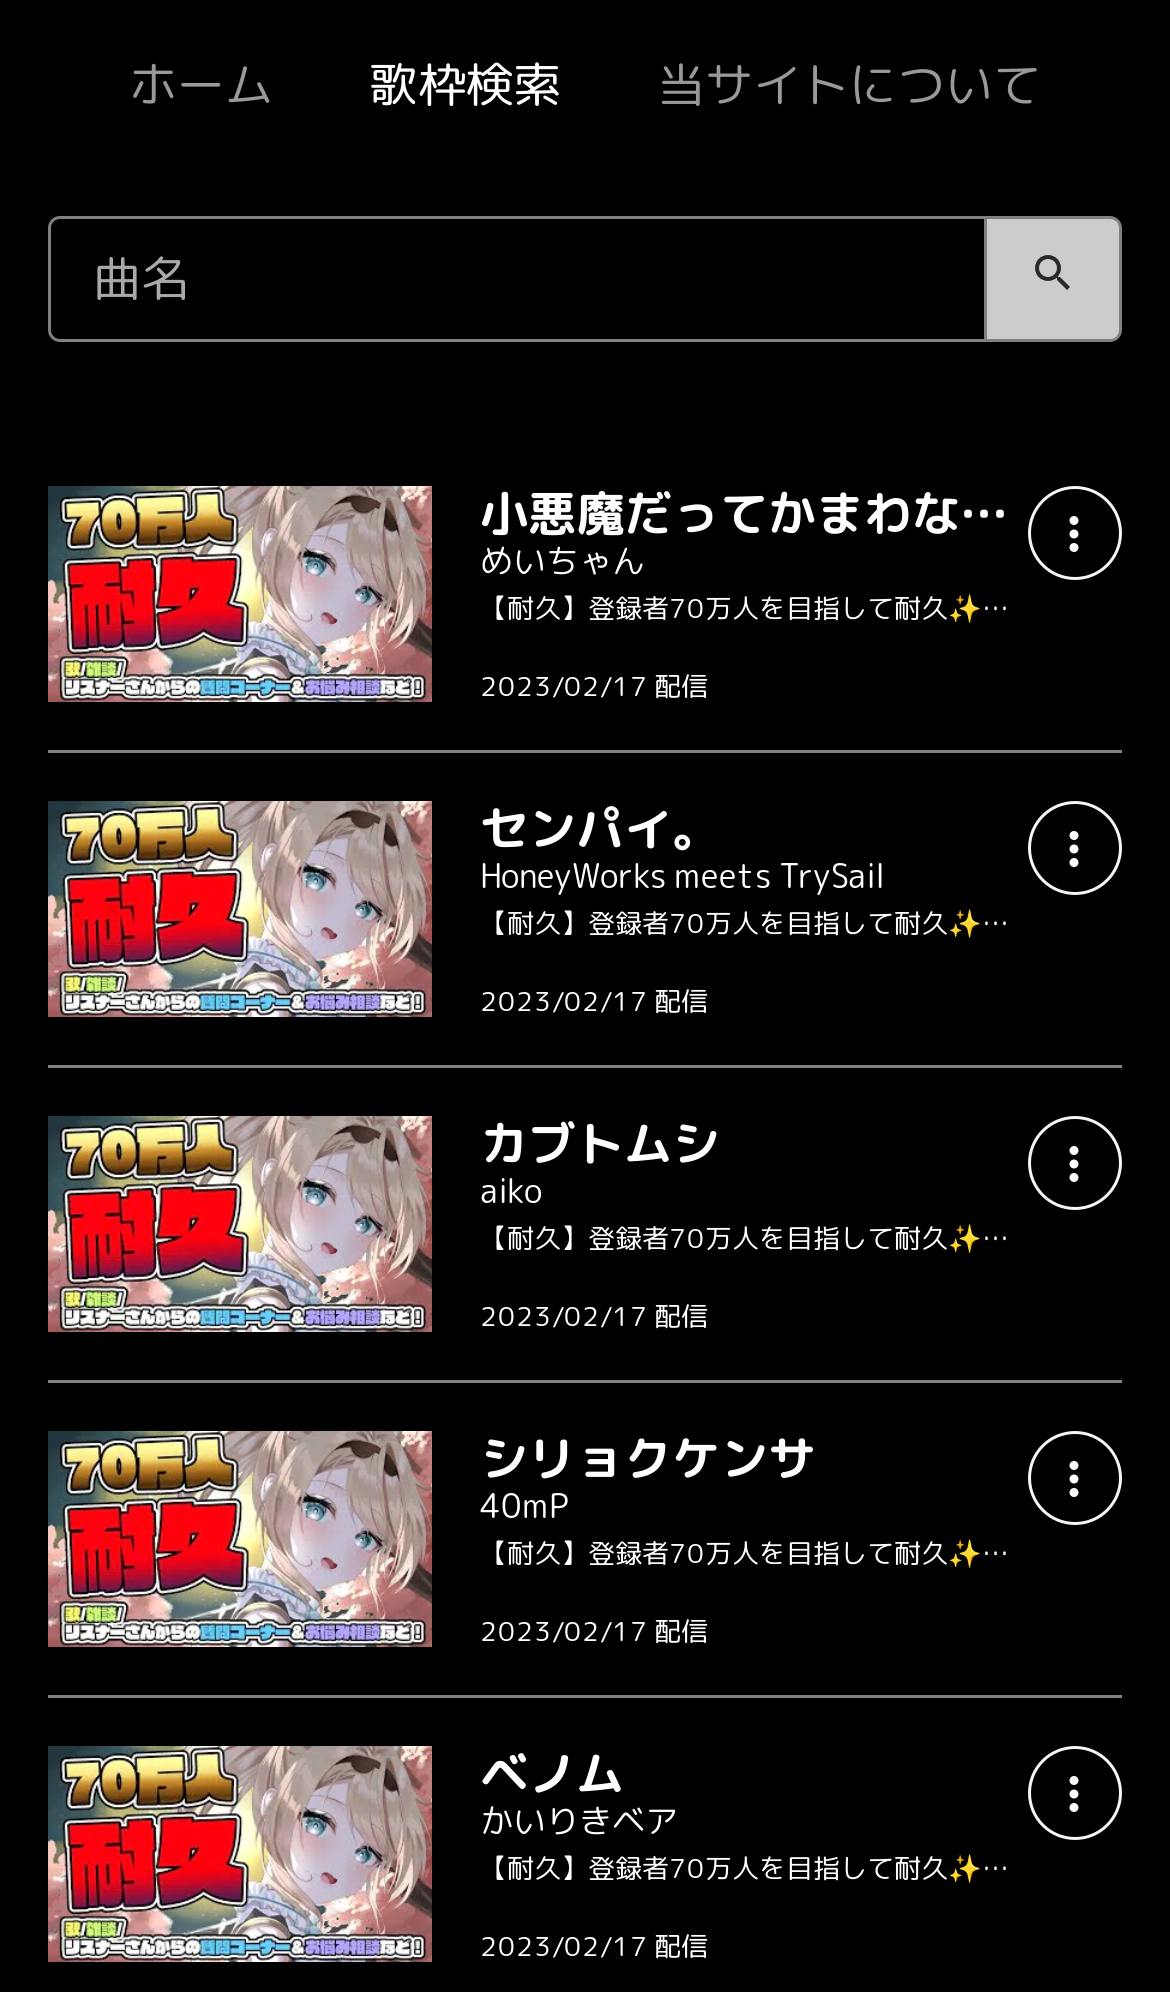 ホーム 歌枠検索 当サイトについて
曲名
70万人
耐久
歌/雑談/
リスナーさんからの質問コーナー&お悩み相談など!
小悪魔だってかまわな…
めいちゃん
【耐久】登録者70万人を目指して耐久✨…
2023/02/17 配信
70万人
耐久
歌/雑談/
リスナーさんからの質問コーナー&お悩み相談など!
センパイ。
HoneyWorks meets TrySail
【耐久】登録者70万人を目指して耐久✨…
2023/02/17 配信
70万人
耐久
歌/雑談/
リスナーさんからの質問コーナー&お悩み相談など!
カブトムシ
aiko
【耐久】登録者70万人を目指して耐久✨…
2023/02/17 配信
70万人
耐久
歌/雑談/
リスナーさんからの質問コーナー&お悩み相談など!
シリョクケンサ
40mP
【耐久】登録者70万人を目指して耐久✨…
2023/02/17 配信
70万人
耐久
歌/雑談/
リスナーさんからの質問コーナー&お悩み相談など!
ベノム
かいりきベア
【耐久】登録者70万人を目指して耐久✨…
2023/02/17 配信